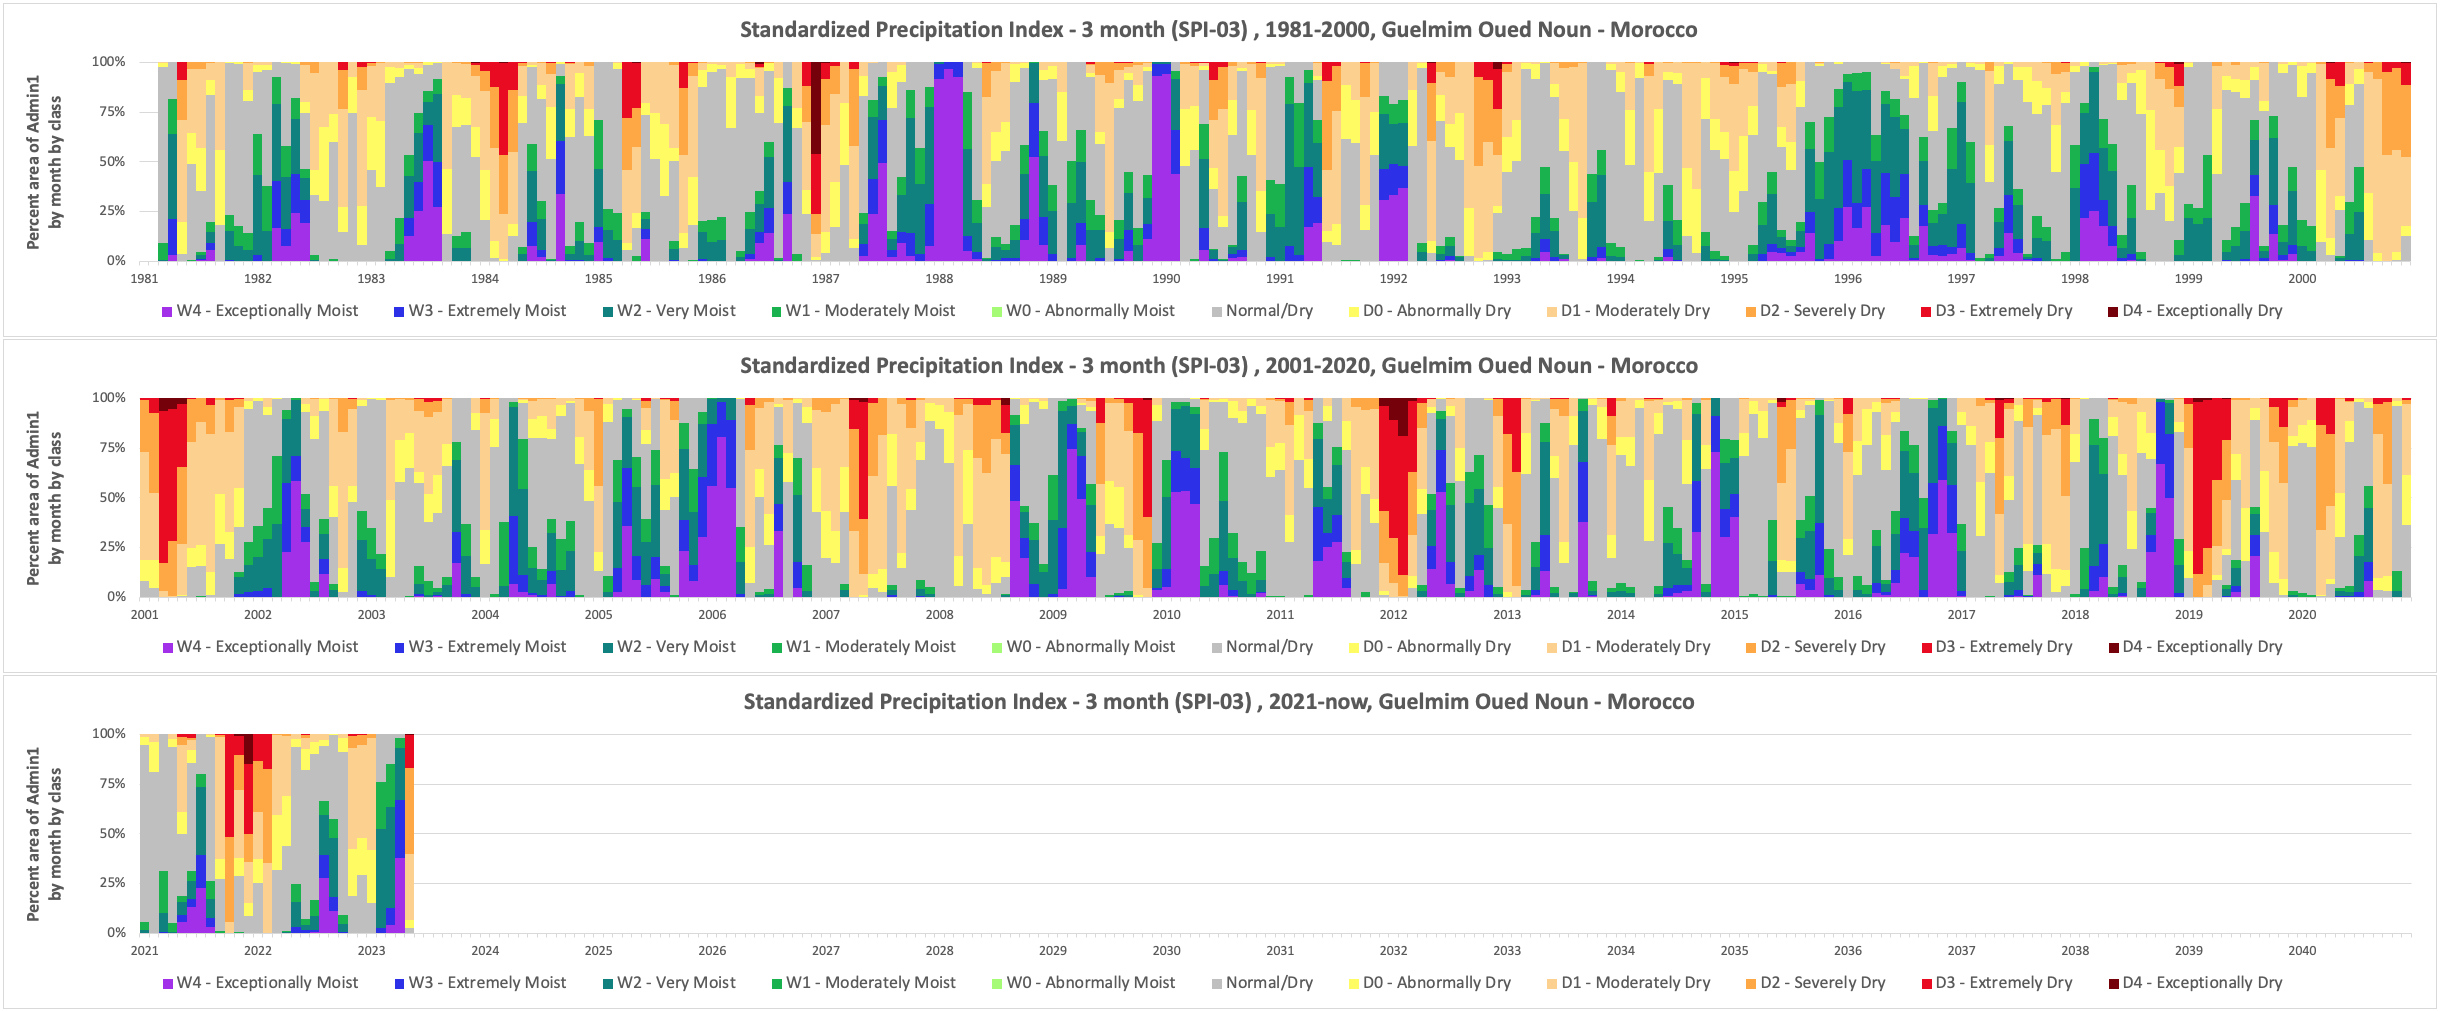 Standardized Precipitation Index - 3 month (SPI-03) , 1981-2000, Guelmim Oued Noun - Morocco
Percent area of Admin1
by month by class
100%
75%
50%
25%
0%
1981 1982 1983 1984 1985 1986 1987 1988 1989 1990 1991 1992 1993 1994 1995 1996 1997 1998 1999 2000
W4 - Exceptionally Moist W3 - Extremely Moist W2 - Very Moist W1 - Moderately Moist W0 - Abnormally Moist Normal/Dry D0 - Abnormally Dry D1 - Moderately Dry D2 - Severely Dry D3 - Extremely Dry D4 - Exceptionally Dry
Standardized Precipitation Index - 3 month (SPI-03) , 2001-2020, Guelmim Oued Noun - Morocco
Percent area of Admin1
by month by class
100%
75%
50%
25%
0%
2001 2002 2003 2004 2005 2006 2007 2008 2009 2010 2011 2012 2013 2014 2015 2016 2017 2018 2019 2020
W4 - Exceptionally Moist W3 - Extremely Moist W2 - Very Moist W1 - Moderately Moist W0 - Abnormally Moist Normal/Dry D0 - Abnormally Dry D1 - Moderately Dry D2 - Severely Dry D3 - Extremely Dry D4 - Exceptionally Dry
Standardized Precipitation Index - 3 month (SPI-03) , 2021-now, Guelmim Oued Noun - Morocco
Percent area of Admin1
by month by class
100%
75%
50%
25%
0%
2021 2022 2023 2024 2025 2026 2027 2028 2029 2030 2031 2032 2033 2034 2035 2036 2037 2038 2039 2040
W4 - Exceptionally Moist W3 - Extremely Moist W2 - Very Moist W1 - Moderately Moist W0 - Abnormally Moist Normal/Dry D0 - Abnormally Dry D1 - Moderately Dry D2 - Severely Dry D3 - Extremely Dry D4 - Exceptionally Dry